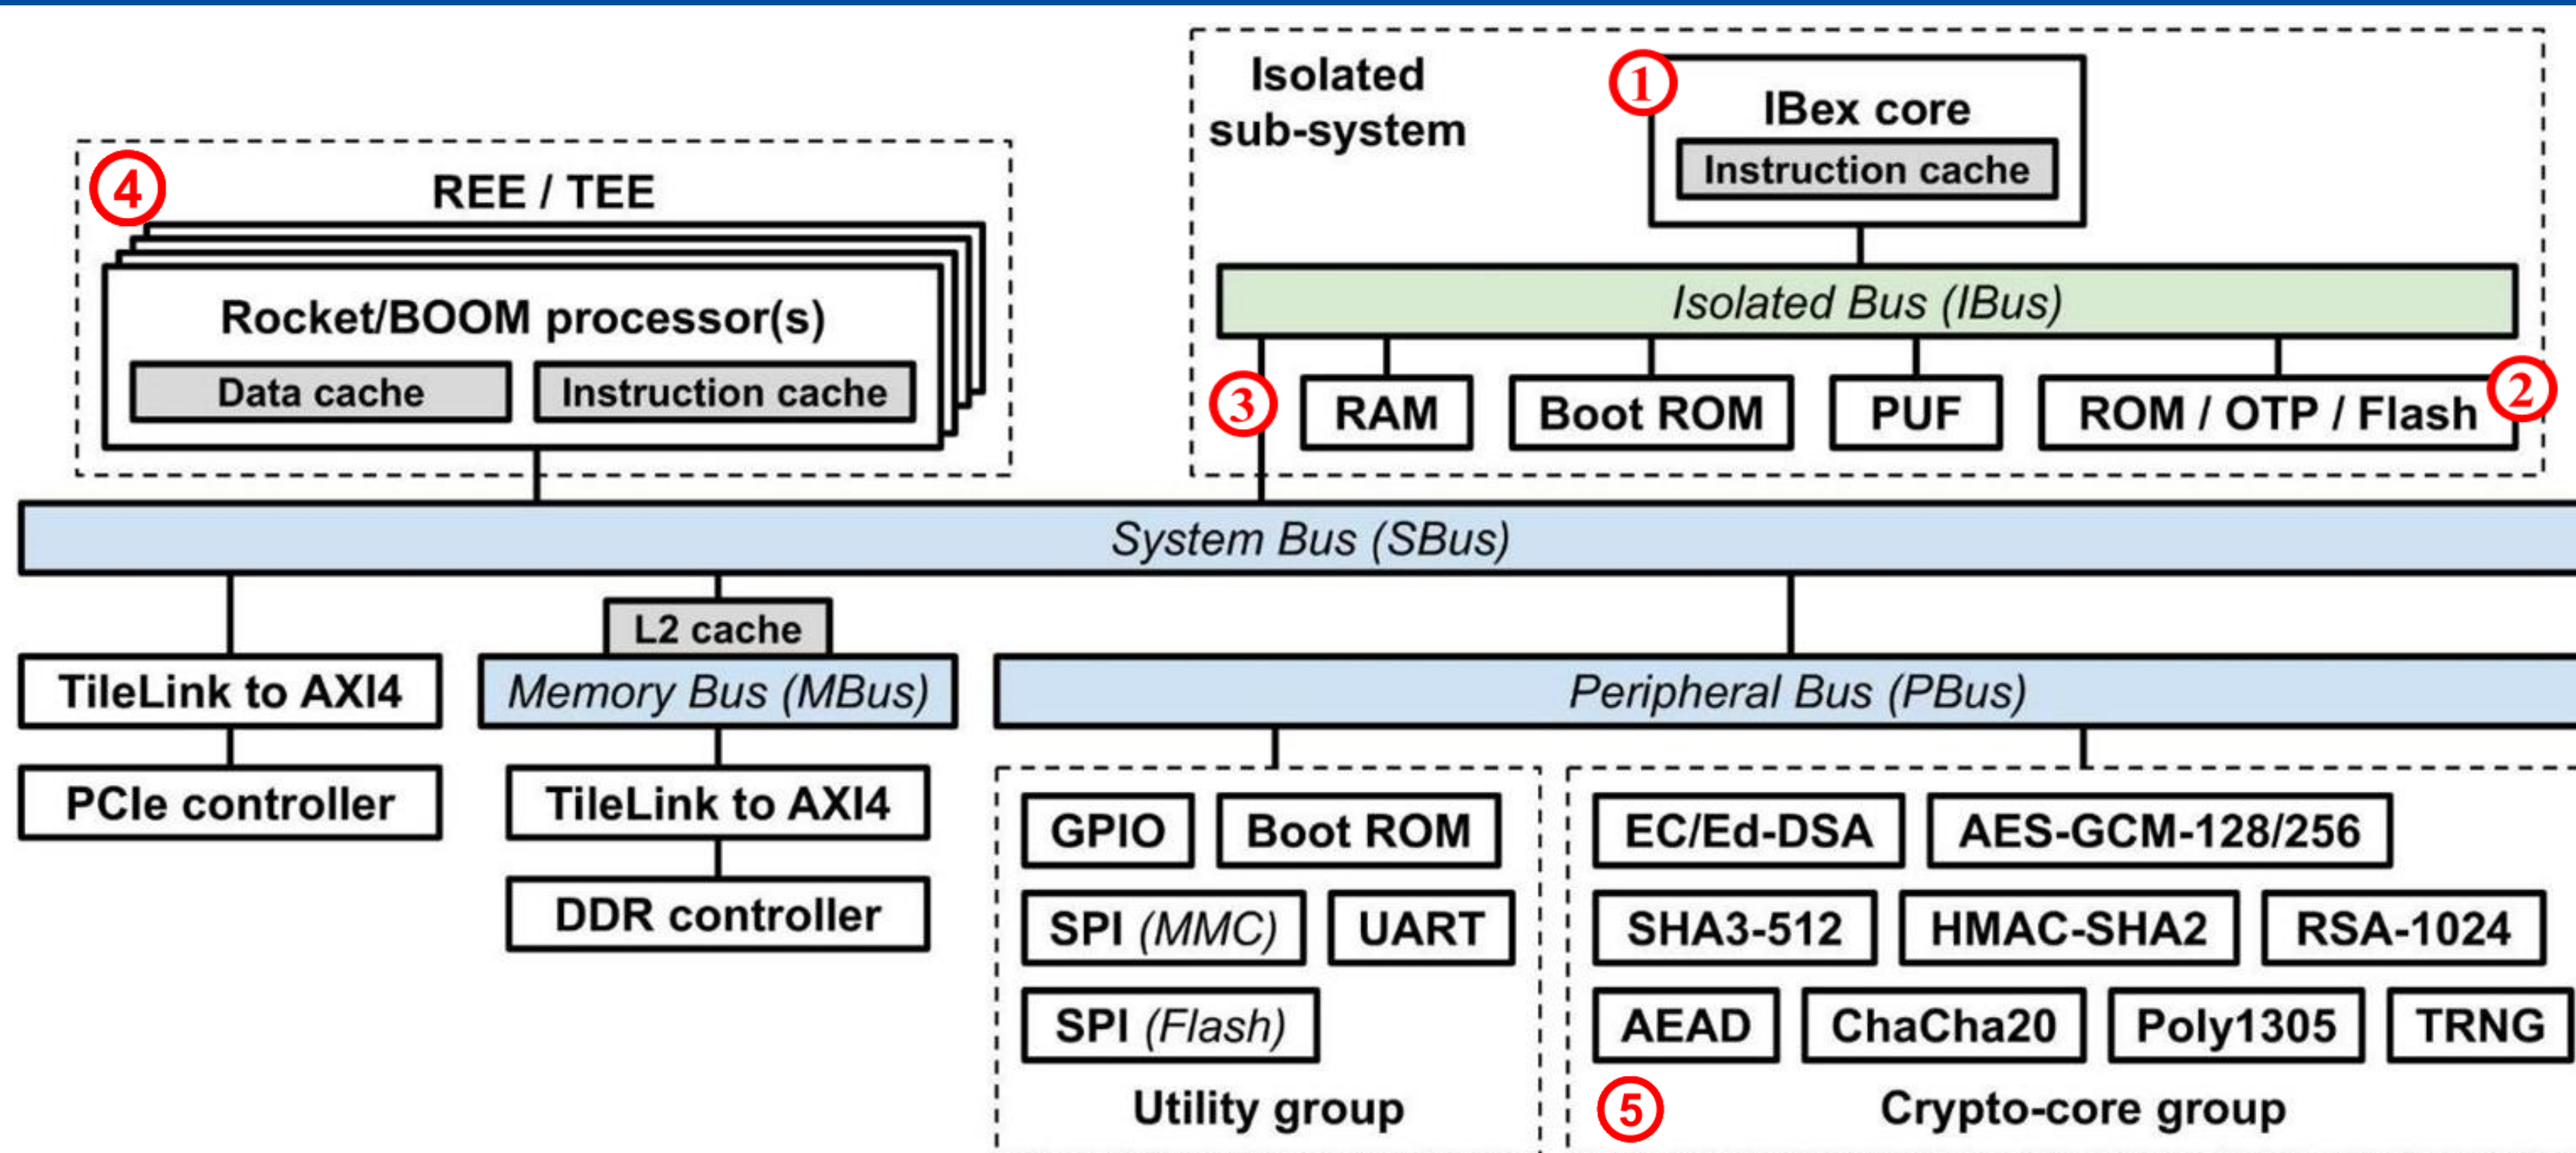 Isolated
sub-system
1
IBex core
Instruction cache
4
REE / TEE
Rocket/BOOM processor(s)
Data cache
Instruction cache
Isolated Bus (IBus)
3
RAM
Boot ROM
PUF
ROM / OTP / Flash
2
System Bus (SBus)
L2 cache
TileLink to AXI4
Memory Bus (MBus)
Peripheral Bus (PBus)
PCIe controller
TileLink to AXI4
DDR controller
GPIO
Boot ROM
SPI (MMC)
UART
SPI (Flash)
Utility group
EC/Ed-DSA
AES-GCM-128/256
SHA3-512
HMAC-SHA2
RSA-1024
AEAD
ChaCha20
Poly1305
TRNG
5
Crypto-core group